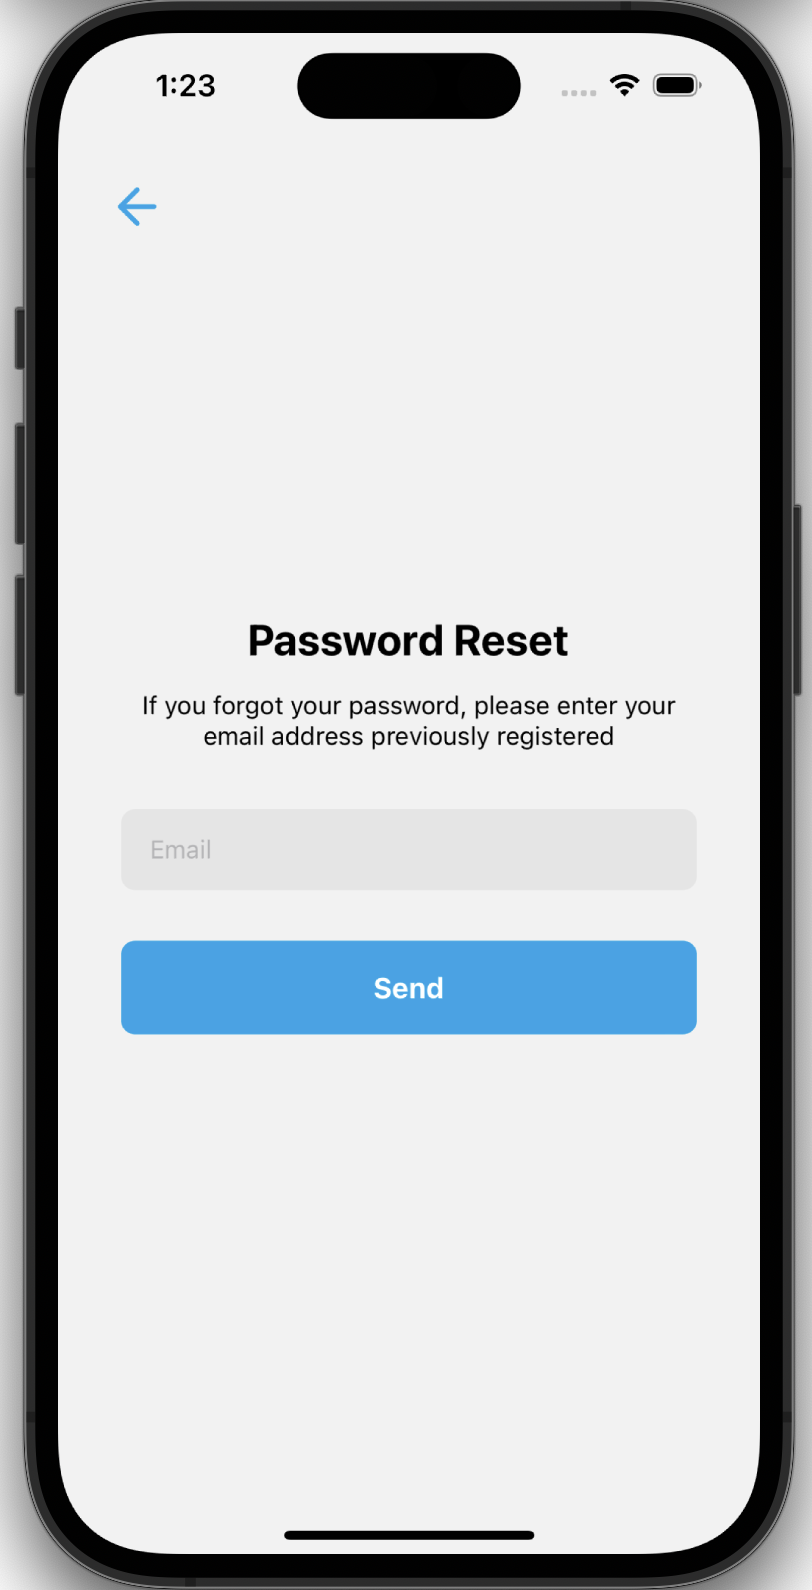 1:23
Password Reset
If you forgot your password, please enter your
email address previously registered
Email
Send